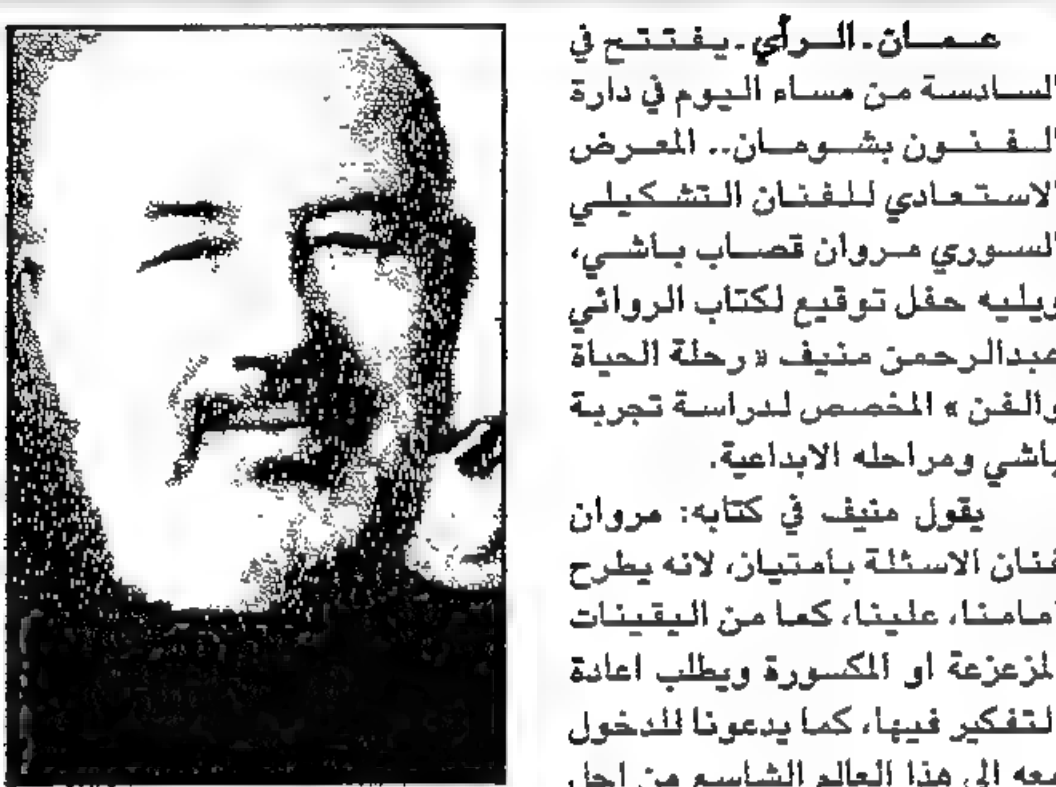 عمان ـ الرأي ـ يفتتح في
السادسة من مساء اليوم في دارة
الفنون بشومان.. المعرض
الاستعادي للفنان التشكيلي
السوري مروان قصاب باشي،
ويليه حفل توقيع لكتاب الروائي
عبدالرحمن منيف «رحلة الحياة
والفن» المخصص لدراسة تجربة
باشي ومراحله الابداعية.
يقول منيف في كتابه: مروان
فنان الاسئلة بامتيان، لانه يطرح
امامنا، علينا، كما من اليقينات
المزعزعة او المكسورة ويطلب اعادة
التفكير فيها، كما يدعونا للدخول
معه الى هذا العالم الشاسع من اجل